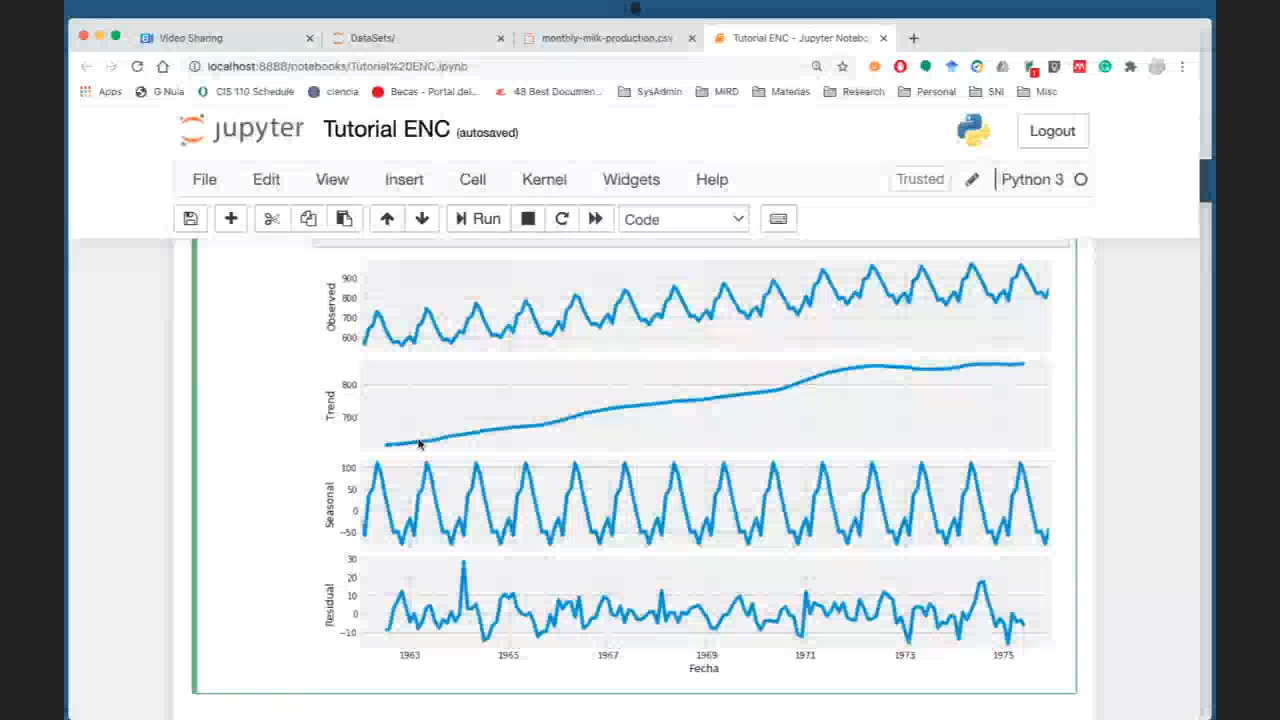 Video Sharing
DataSets/
monthly-milk-production.csv
Tutorial ENC - Jupyter Notebo
localhost:8888/notebooks/Tutorial%20ENC.ipynb
Apps
G Nula
CIS 110 Schedule
ciencia
Becas - Portal.del...
48 Best Documen...
SysAdmin
MIRD
Materias
Research
Personal
SNI
Misc
jupyter
Tutorial ENC (autosaved)
Logout
File Edit View Insert Cell Kernel Widgets Help
Trusted
Python 3
Run
Code
Observed
900
800
700
600
Trend
800
700
Seasonal
100
50
0
−50
Residual
30
20
10
0
−10
1963 1965 1967 1969 1971 1973 1975
Fecha